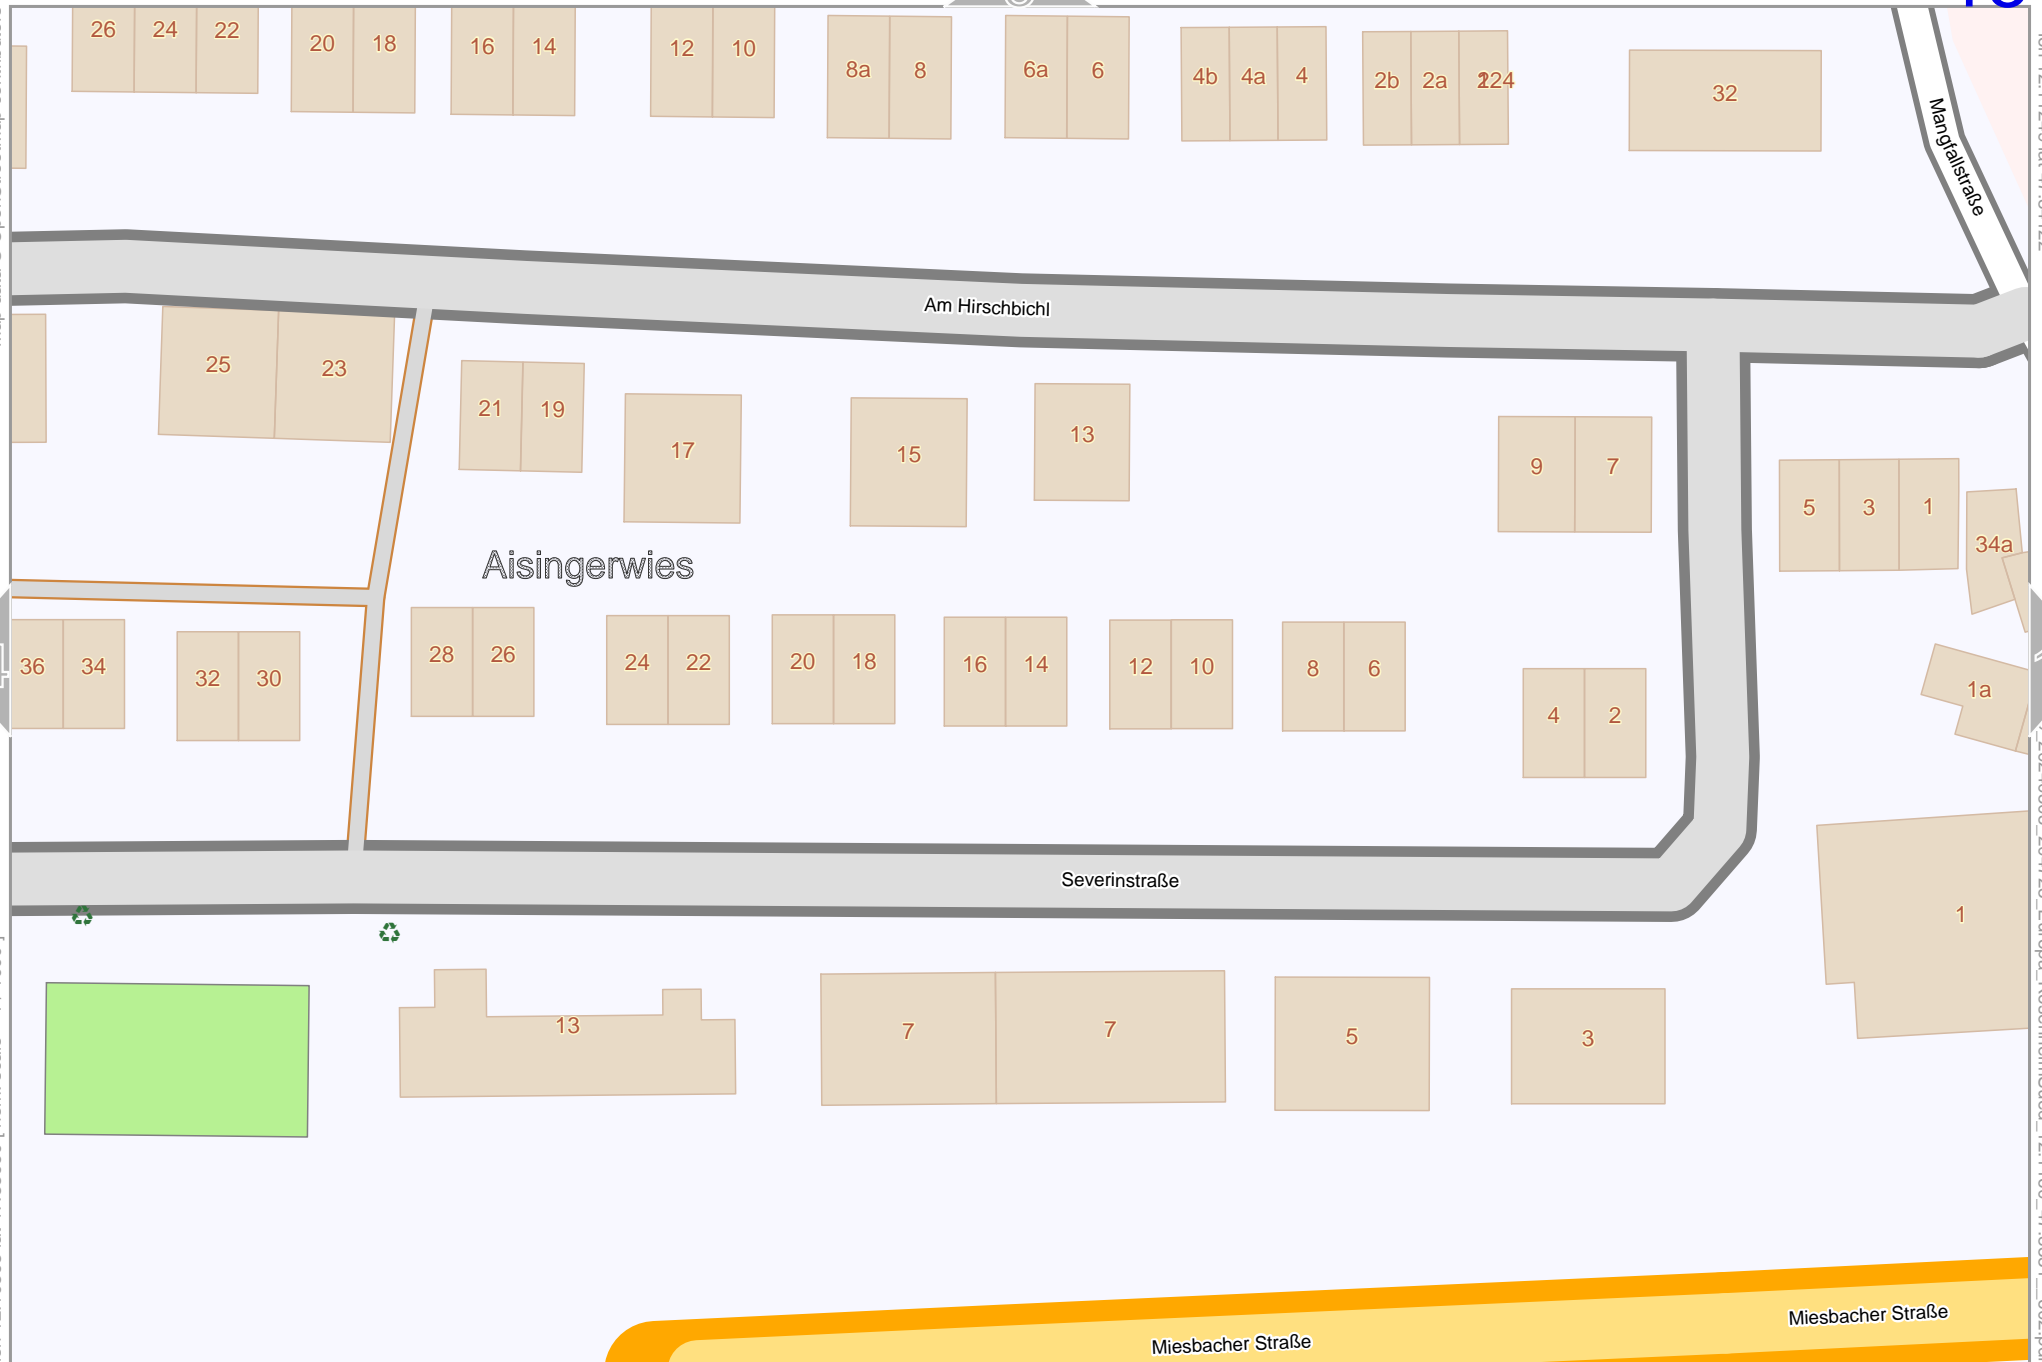 26 24 22 20 18 16 14 12 10 8a 8 6a 6 4b 4a 4 2b 2a 32
Mangfallstraße
Am Hirschbichl
25 23 21 19 17 15 13 9 7 5 3 1
34a
Aisingerwies
36 34 32 30 28 26 24 22 20 18 16 14 12 10 8 6 4 2 1a
Severinstraße
♻
♻
13 7 7 5 3 1
Miesbacher Straße
Miesbacher Straße